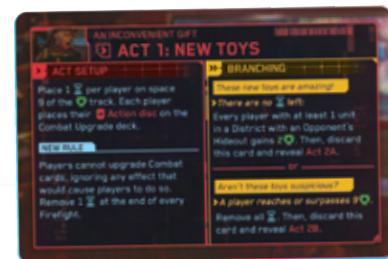 AN INCONVENIENT GIFT
ACT 1: NEW TOYS
ACT SETUP
Place 1 per player on space
9 of the track. Each player
places their Action disc on the
Combat Upgrade deck.
NEW RULE
Players cannot upgrade Combat
cards, ignoring any effect that
would cause players to do so.
Remove 1 at the end of every
Firefight.
BRANCHING
These new toys are amazing!
There are no left:
Every player with at least 1 unit
in a District with an Opponent's
Hideout gains 2. Then, discard
this card and reveal Act 2A.
or
Aren't these toys suspicious?
A player reaches or surpasses 9.
Remove all. Then, discard this
card and reveal Act 2B.